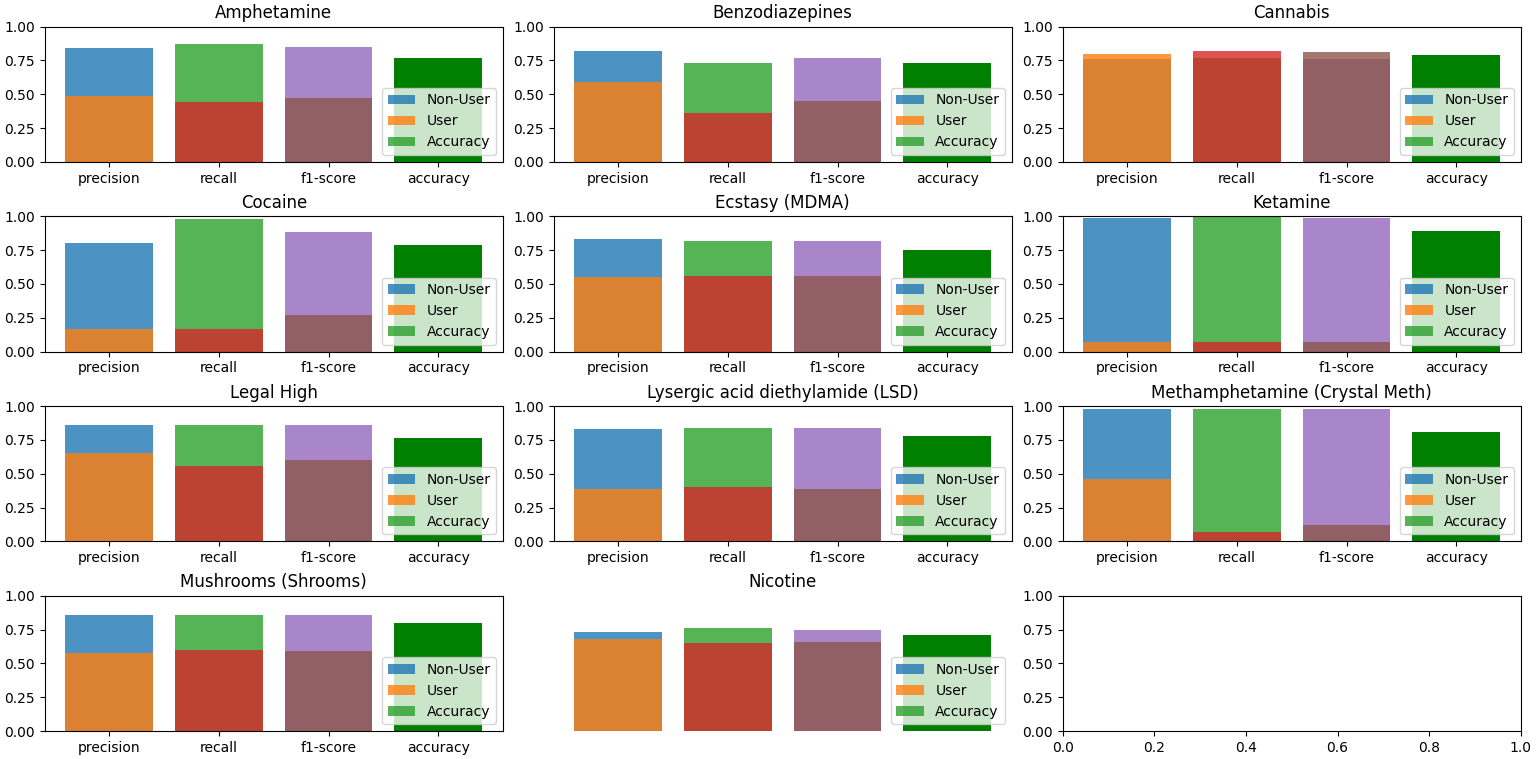 Amphetamine
1.00
0.75
0.50
0.25
0.00
Non-User
User
Accuracy
precision recall f1-score accuracy
Benzodiazepines
1.00
0.75
0.50
0.25
0.00
Non-User
User
Accuracy
precision recall f1-score accuracy
Cannabis
1.00
0.75
0.50
0.25
0.00
Non-User
User
Accuracy
precision recall f1-score accuracy
Cocaine
1.00
0.75
0.50
0.25
0.00
Non-User
User
Accuracy
precision recall f1-score accuracy
Ecstasy (MDMA)
1.00
0.75
0.50
0.25
0.00
Non-User
User
Accuracy
precision recall f1-score accuracy
Ketamine
1.00
0.75
0.50
0.25
0.00
Non-User
User
Accuracy
precision recall f1-score accuracy
Legal High
1.00
0.75
0.50
0.25
0.00
Non-User
User
Accuracy
precision recall f1-score accuracy
Lysergic acid diethylamide (LSD)
1.00
0.75
0.50
0.25
0.00
Non-User
User
Accuracy
precision recall f1-score accuracy
Methamphetamine (Crystal Meth)
1.00
0.75
0.50
0.25
0.00
Non-User
User
Accuracy
precision recall f1-score accuracy
Mushrooms (Shrooms)
1.00
0.75
0.50
0.25
0.00
Non-User
User
Accuracy
precision recall f1-score accuracy
Nicotine
Non-User
User
Accuracy
1.00
0.75
0.50
0.25
0.00
0.0 0.2 0.4 0.6 0.8 1.0